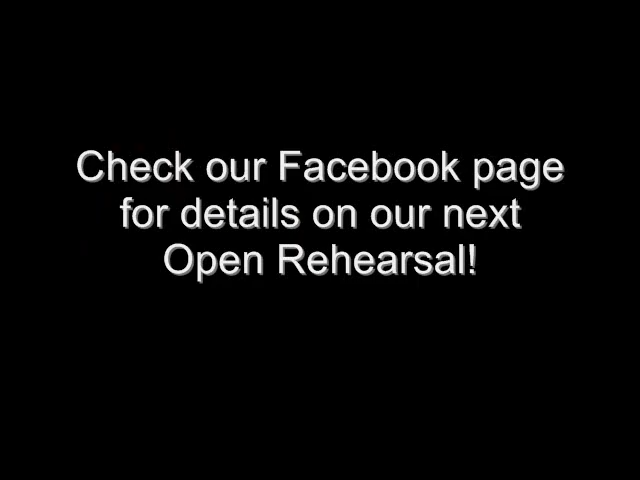 Check our Facebook page
for details on our next
Open Rehearsal!